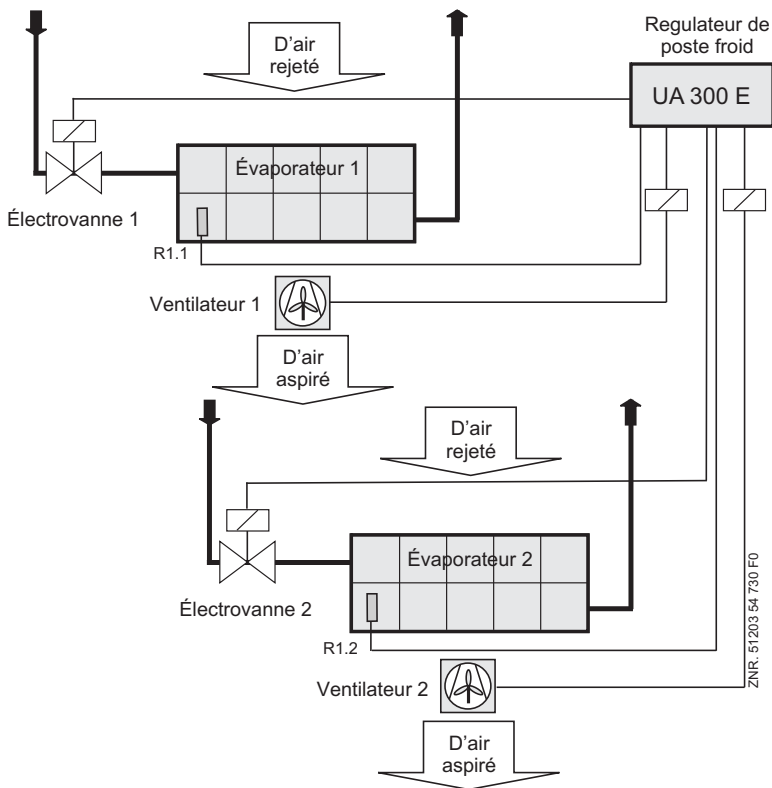 Regulateur de
poste froid
UA 300 E
D'air
rejeté
Évaporateur 1
Électrovanne 1
R1.1
Ventilateur 1
D'air
aspiré
D'air
rejeté
Évaporateur 2
Électrovanne 2
R1.2
Ventilateur 2
D'air
aspiré
ZNR. 51203 54 730 F0